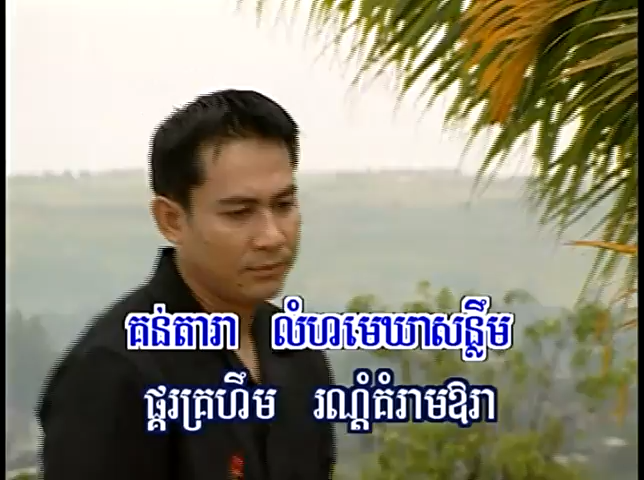 គន់តារា លំហមេឃាសន្លឹម
ផ្គរគ្រហឹម រណ្ដំគំរាមឱរា